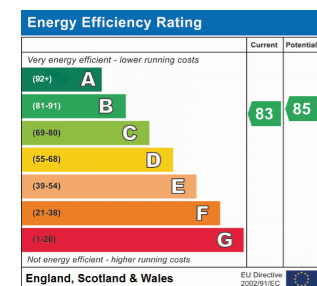 Energy Efficiency Rating
Current Potential
Very energy efficient - lower running costs
(92+) A
(81-91) B
83 85
(69-80) C
(55-68) D
(39-54) E
(21-38) F
(1-20) G
Not energy efficient - higher running costs
England, Scotland & Wales
EU Directive
2002/91/EC